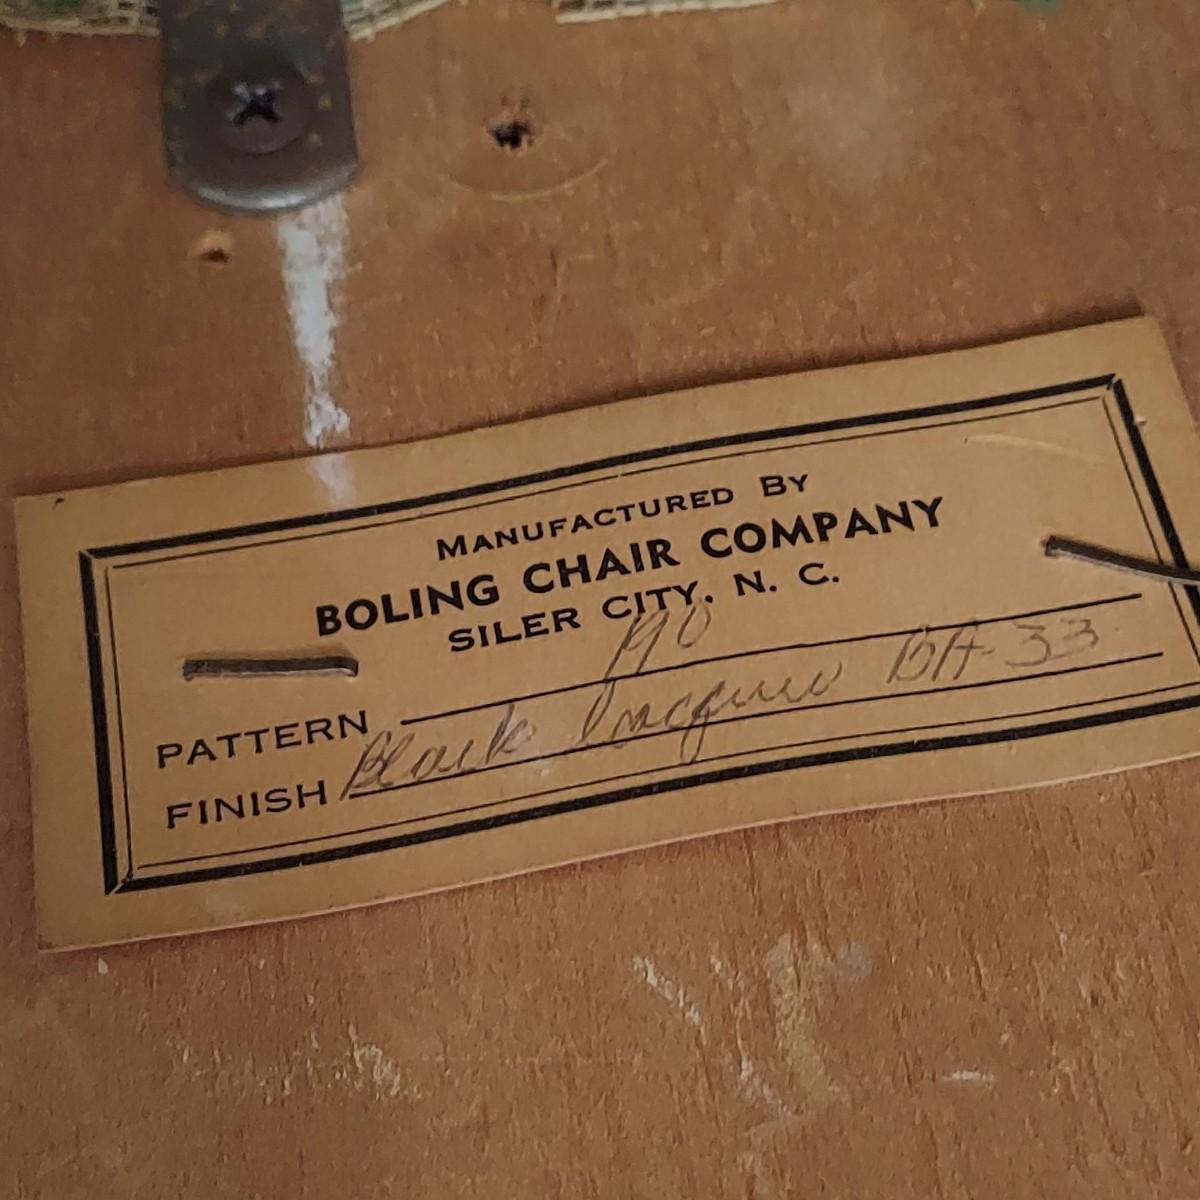 MANUFACTURED BY
BOLING CHAIR COMPANY
SILER CITY, N. C.
PATTERN 190
FINISH Black Lacquer BA-33